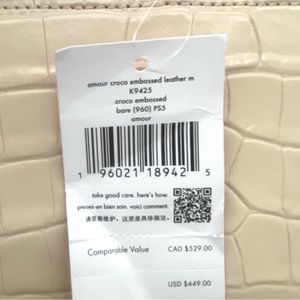 amour croco embossed leather m
K9425
croco embossed
bare (960) PS5
amour
1 96021 18942 5
take good care. here's how.
prenez-en bien soin. voici comment.
请妥善维护，这里是具体做法。
Comparable Value CAD $529.00
USD $449.00